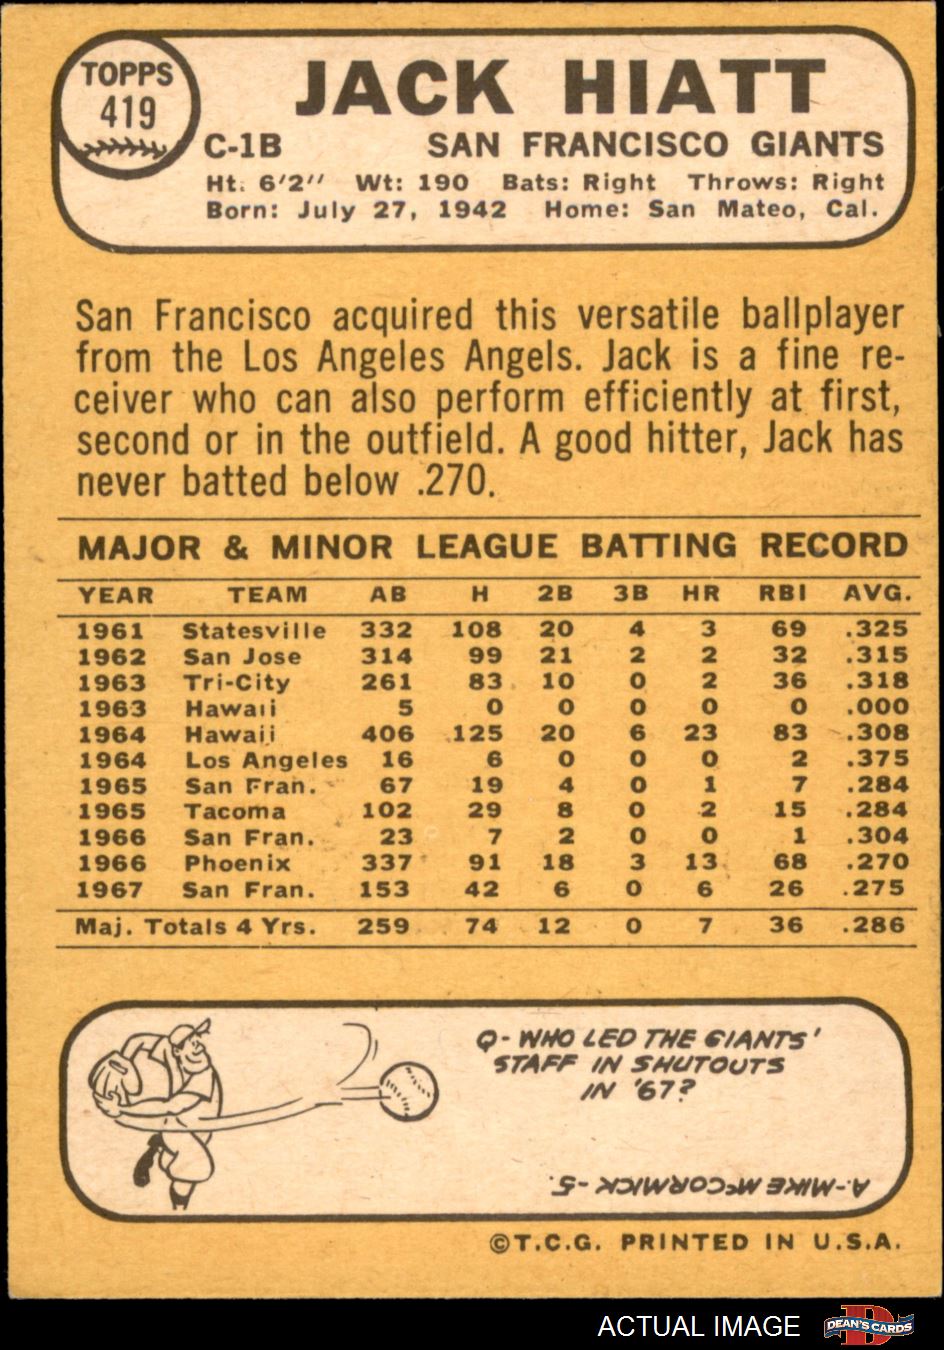 TOPPS
419
JACK HIATT
C-1B SAN FRANCISCO GIANTS
Ht. 6'2" Wt: 190 Bats: Right Throws: Right
Born: July 27, 1942 Home: San Mateo, Cal.
San Francisco acquired this versatile ballplayer
from the Los Angeles Angels. Jack is a fine re-
ceiver who can also perform efficiently at first,
second or in the outfield. A good hitter, Jack has
never batted below .270.
MAJOR & MINOR LEAGUE BATTING RECORD
YEAR TEAM AB H 2B 3B HR RBI AVG.
1961 Statesville 332 108 20 4 3 69 .325
1962 San Jose 314 99 21 2 2 32 .315
1963 Tri-City 261 83 10 0 2 36 .318
1963 Hawaii 5 0 0 0 0 0 .000
1964 Hawaii 406 125 20 6 23 83 .308
1964 Los Angeles 16 6 0 0 0 2 .375
1965 San Fran. 67 19 4 0 1 7 .284
1965 Tacoma 102 29 8 0 2 15 .284
1966 San Fran. 23 7 2 0 0 1 .304
1966 Phoenix 337 91 18 3 13 68 .270
1967 San Fran. 153 42 6 0 6 26 .275
Maj. Totals 4 Yrs. 259 74 12 0 7 36 .286
Q- WHO LED THE GIANTS'
STAFF IN SHUTOUTS
IN '67?
A-MIKE McCORMICK-5.
©T.C.G. PRINTED IN U.S.A.
ACTUAL IMAGE
DEAN'S CARDS